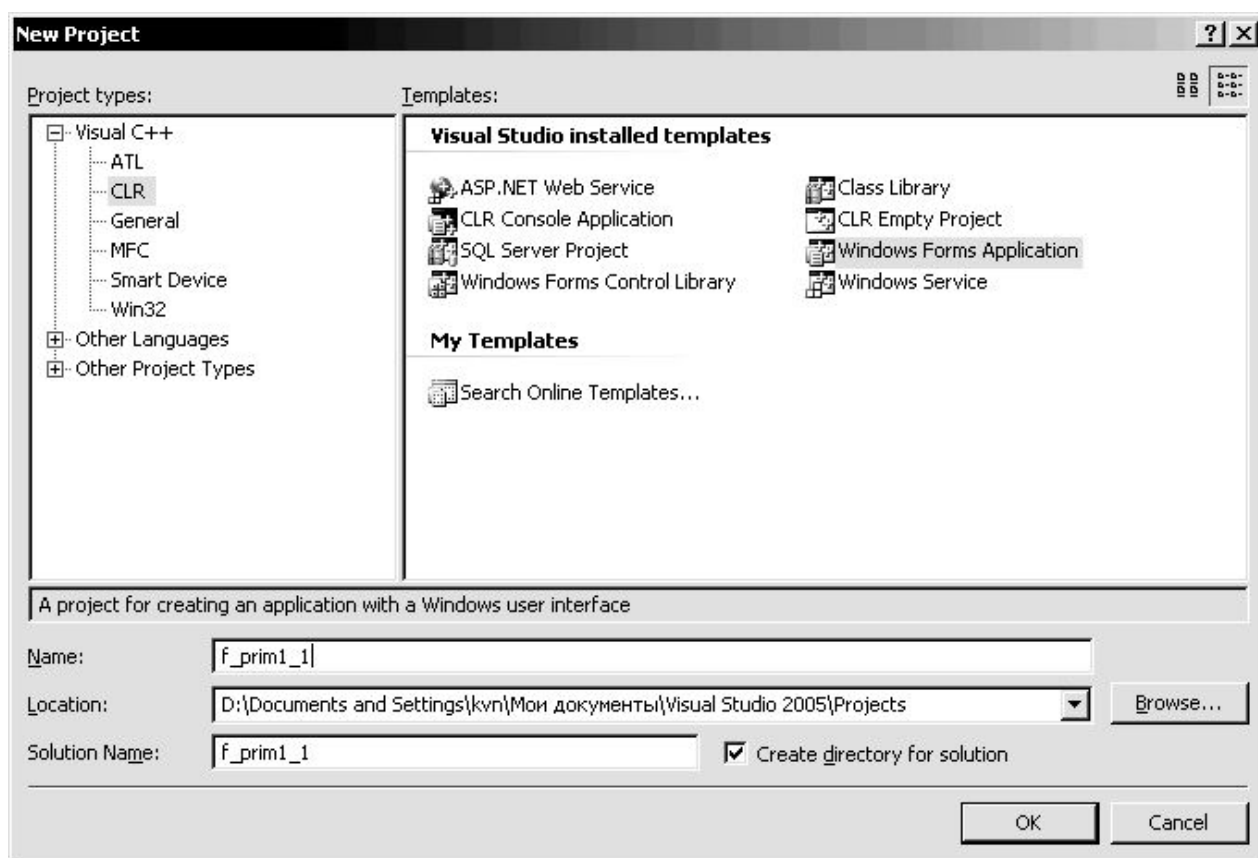 New Project
Project types:
Templates:
Visual C++
ATL
CLR
General
MFC
Smart Device
Win32
Other Languages
Other Project Types
Visual Studio installed templates
ASP.NET Web Service
Class Library
CLR Console Application
CLR Empty Project
SQL Server Project
Windows Forms Application
Windows Forms Control Library
Windows Service
My Templates
Search Online Templates...
A project for creating an application with a Windows user interface
Name:
f_prim1_1
Location:
D:\Documents and Settings\kvn\Мои документы\Visual Studio 2005\Projects
Browse...
Solution Name:
f_prim1_1
Create directory for solution
OK
Cancel